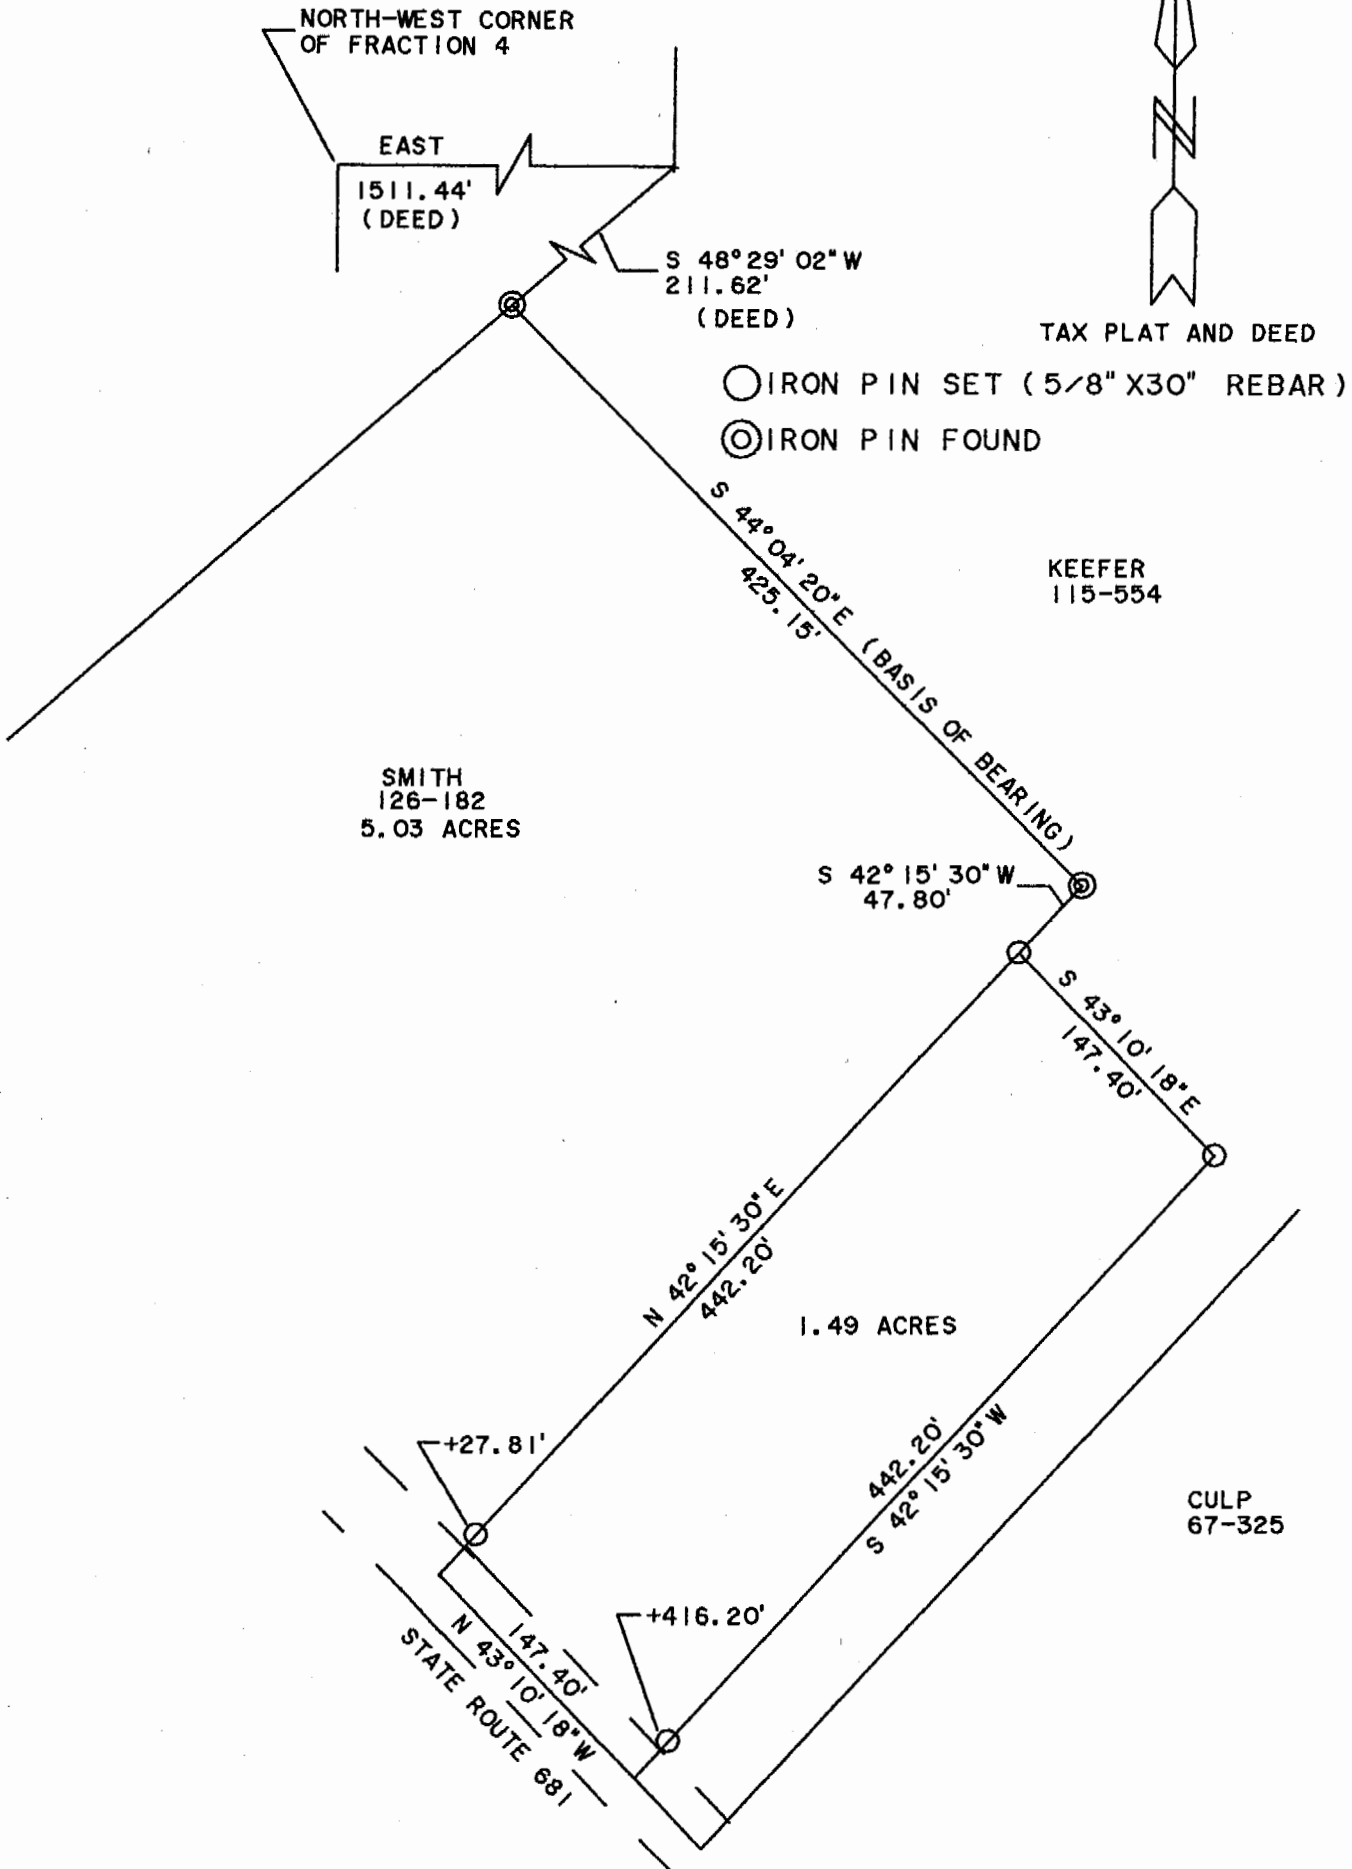 NORTH-WEST CORNER
OF FRACTION 4
EAST
1511.44'
(DEED)
S 48°29'02"W
211.62'
(DEED)
N
TAX PLAT AND DEED
IRON PIN SET (5/8"X30" REBAR)
IRON PIN FOUND
S 44°04'20"E (BASIS OF BEARING)
425.15'
KEEFER
115-554
SMITH
126-182
5.03 ACRES
S 42°15'30"W
47.80'
S 43°10'18"E
147.40'
N 42°15'30"E
442.20'
1.49 ACRES
442.20'
S 42°15'30"W
+27.81'
CULP
67-325
+416.20'
147.40'
N 43°10'18"W
STATE ROUTE 681